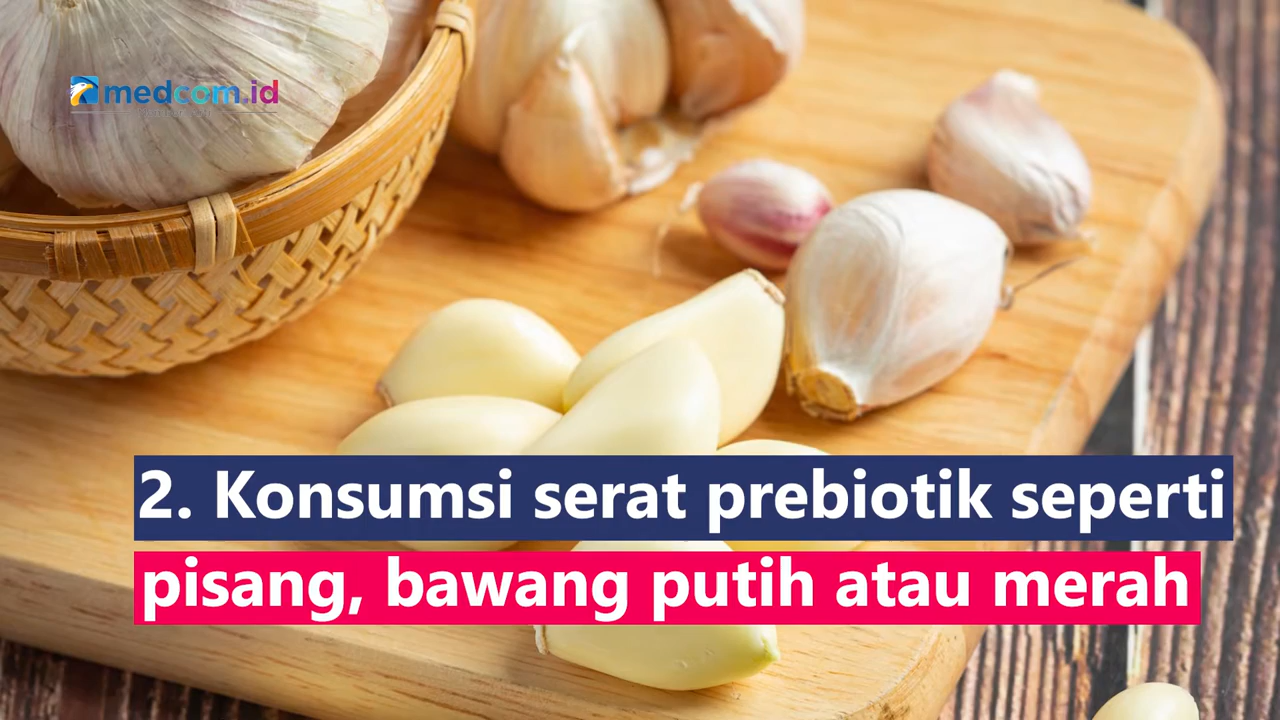 medcom.id
2. Konsumsi serat prebiotik seperti
pisang, bawang putih atau merah